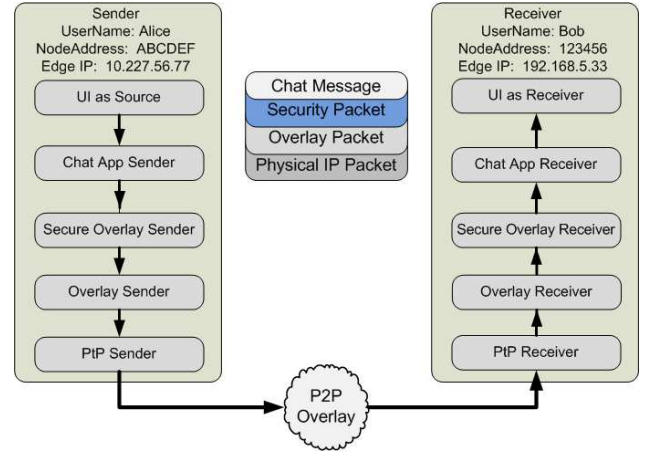 Sender
UserName: Alice
NodeAddress: ABCDEF
Edge IP: 10.227.56.77
UI as Source
Chat App Sender
Secure Overlay Sender
Overlay Sender
PtP Sender
Chat Message
Security Packet
Overlay Packet
Physical IP Packet
P2P
Overlay
Receiver
UserName: Bob
NodeAddress: 123456
Edge IP: 192.168.5.33
UI as Receiver
Chat App Receiver
Secure Overlay Receiver
Overlay Receiver
PtP Receiver